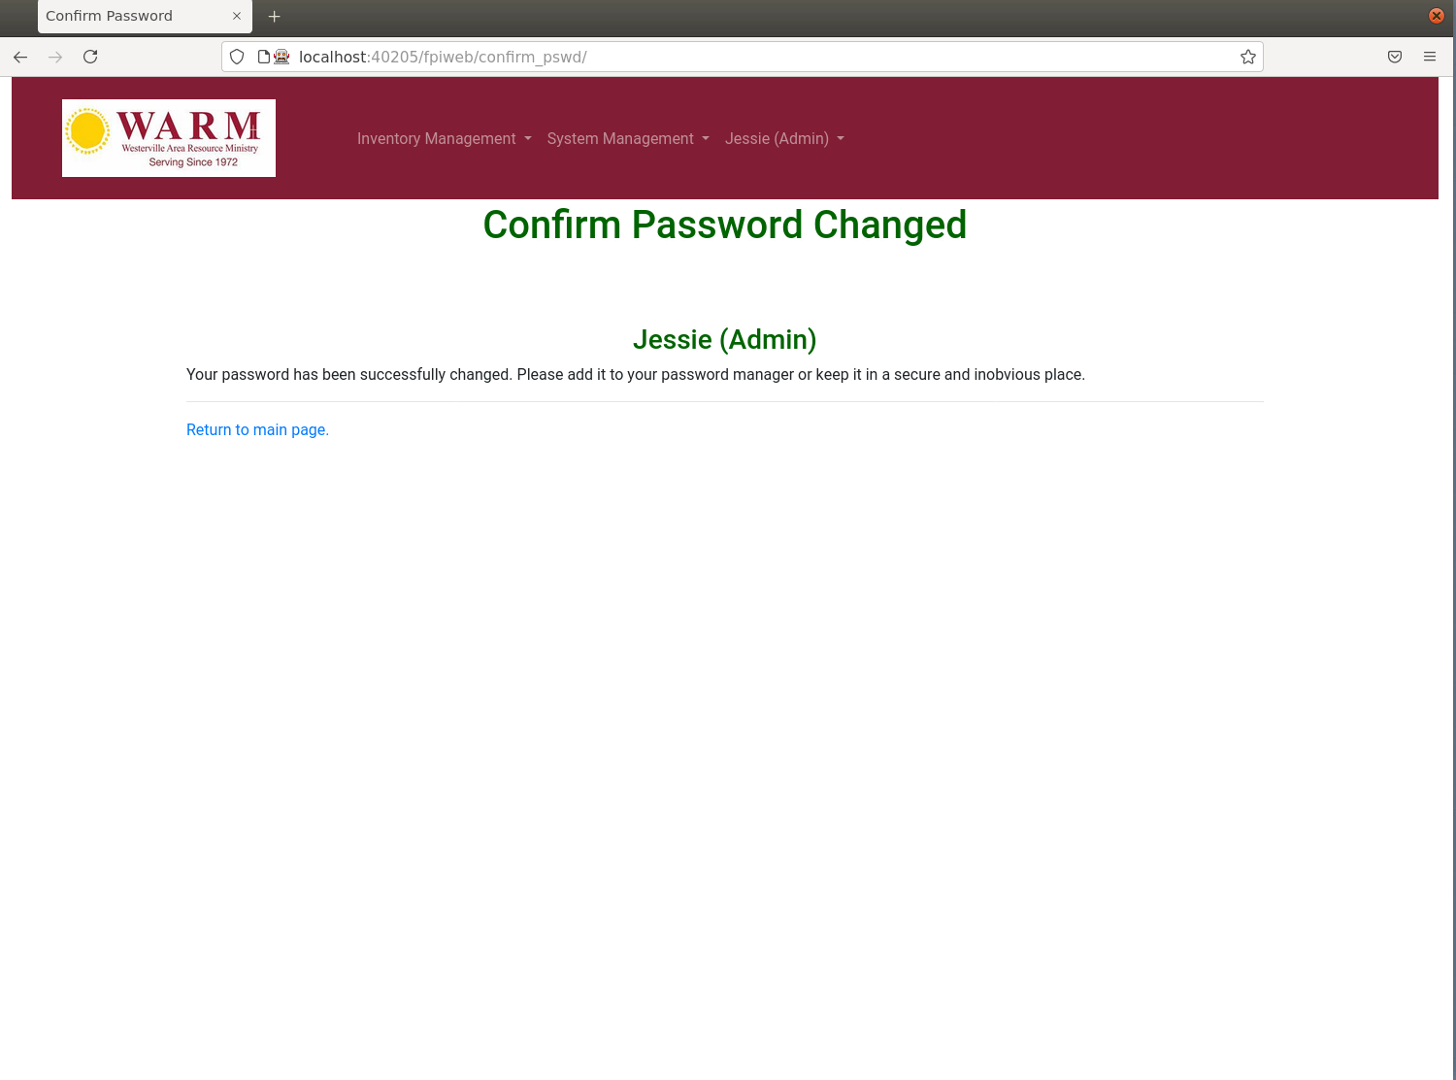 Confirm Password
localhost:40205/fpiweb/confirm_pswd/
WARM
Westerville Area Resource Ministry
Serving Since 1972
Inventory Management System Management Jessie (Admin)
Confirm Password Changed
Jessie (Admin)
Your password has been successfully changed. Please add it to your password manager or keep it in a secure and inobvious place.
Return to main page.